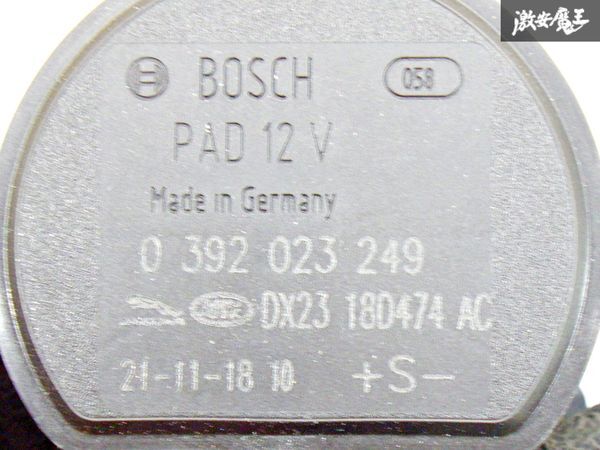 激安魔王
BOSCH 058
PAD 12 V
Made in Germany
0 392 023 249
DX23 18D474 AC
21-11-18 10 +S-